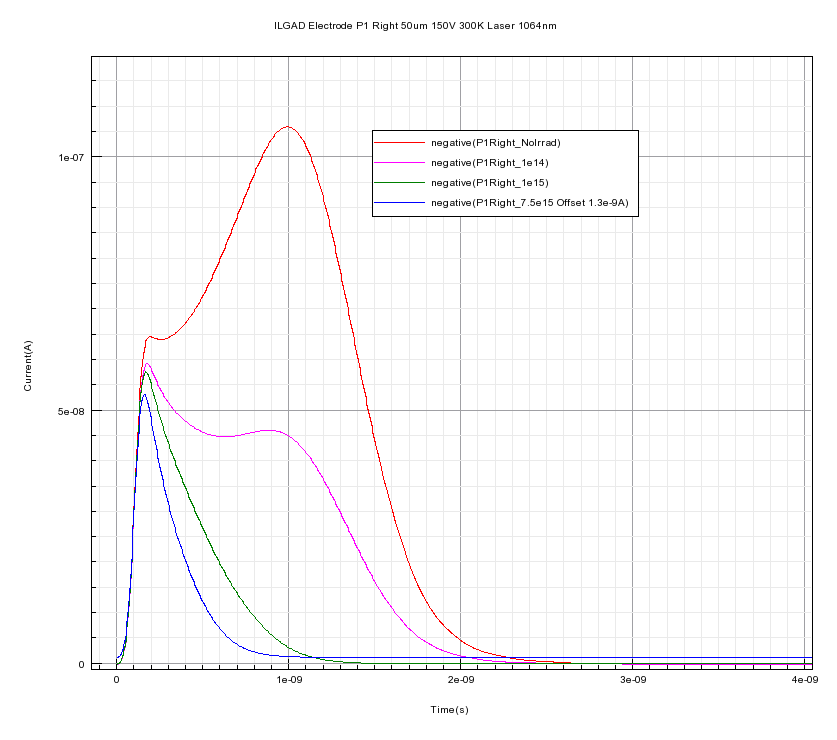 ILGAD Electrode P1 Right 50um 150V 300K Laser 1064nm
negative(P1Right_NoIrrad)
1e-07
negative(P1Right_1e14)
negative(P1Right_1e15)
negative(P1Right_7.5e15 Offset 1.3e-9A)
Current(A)
5e-08
0
0 1e-09 2e-09 3e-09 4e-09
Time(s)